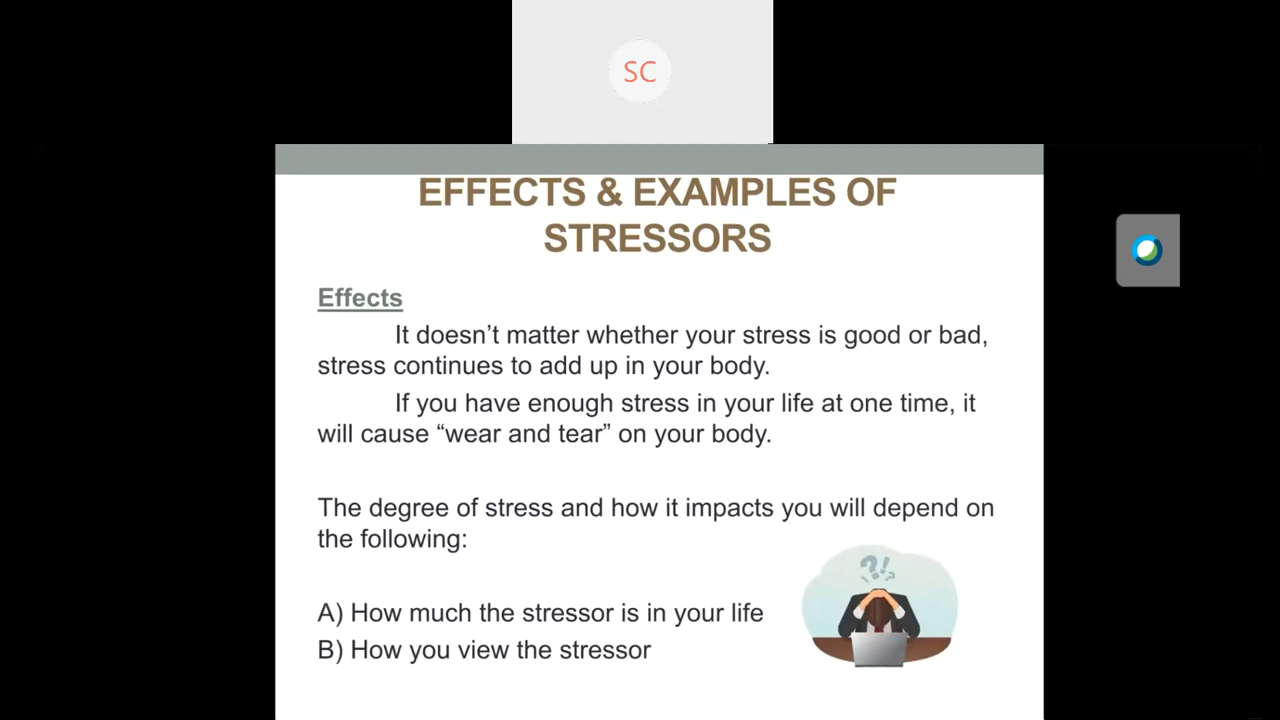 SC
EFFECTS & EXAMPLES OF
STRESSORS
Effects
It doesn’t matter whether your stress is good or bad,
stress continues to add up in your body.
If you have enough stress in your life at one time, it
will cause “wear and tear” on your body.
The degree of stress and how it impacts you will depend on
the following:
?!?
A) How much the stressor is in your life
B) How you view the stressor